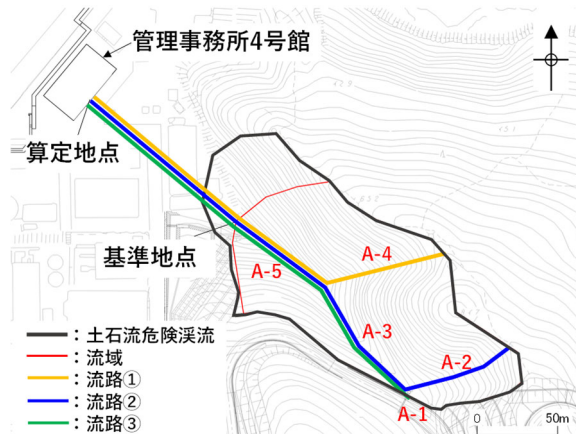 管理事務所4号館
算定地点
基準地点
A-4
A-5
A-3
A-2
A-1
：土石流危険渓流
：流域
：流路①
：流路②
：流路③
0 50m